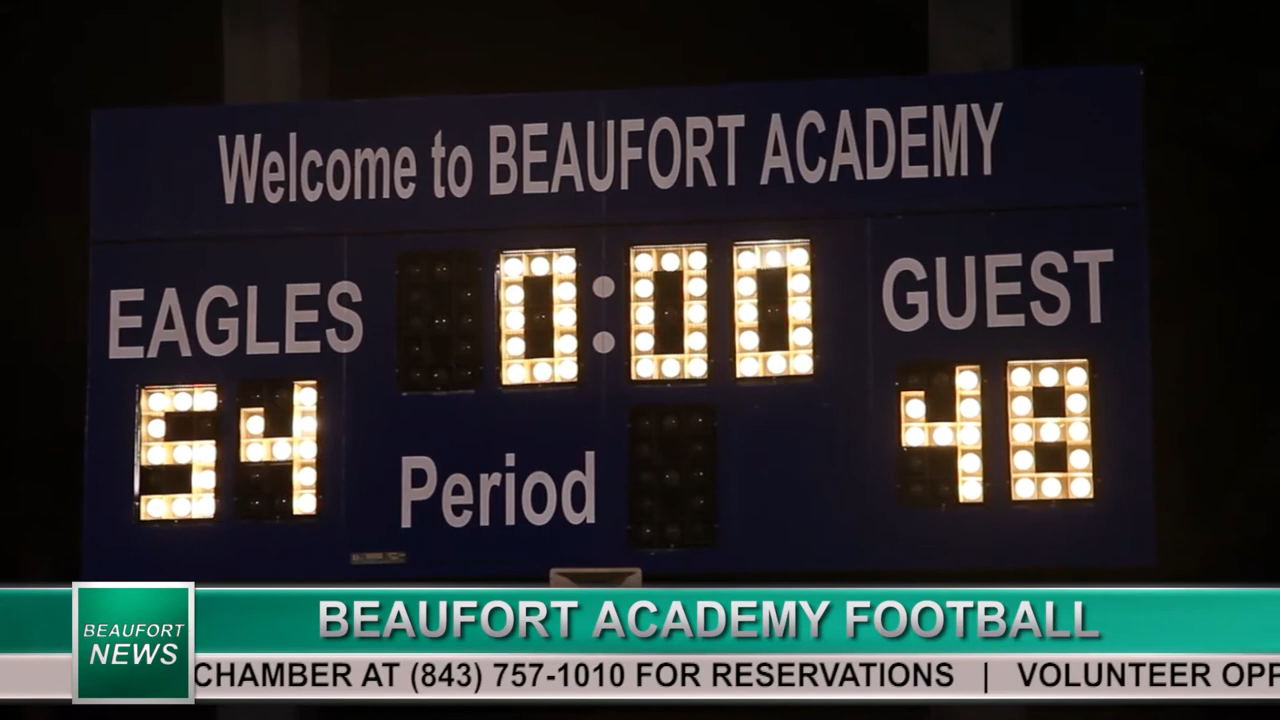 Welcome to BEAUFORT ACADEMY
EAGLES
0:00
GUEST
54
Period
48
BEAUFORT ACADEMY FOOTBALL
BEAUFORT
NEWS
CHAMBER AT (843) 757-1010 FOR RESERVATIONS | VOLUNTEER OPP